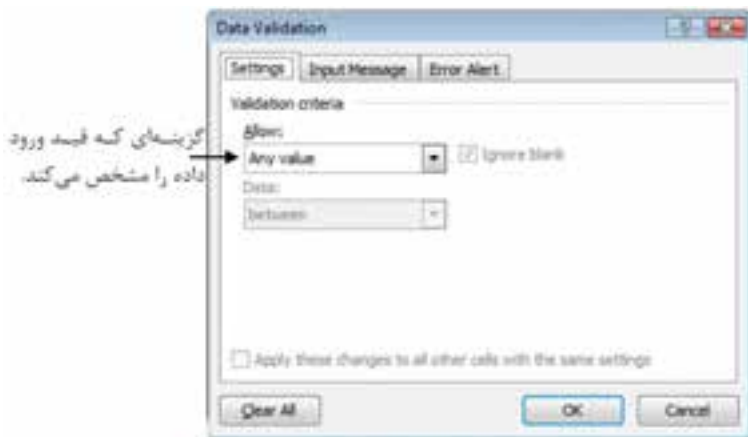 Data Validation
Settings Input Message Error Alert
Validation criteria
Allow:
Any value
Ignore blank
Data:
between
Apply these changes to all other cells with the same settings
Clear All OK Cancel
گزینه‌ای که قید ورود
داده را مشخص می‌کند.